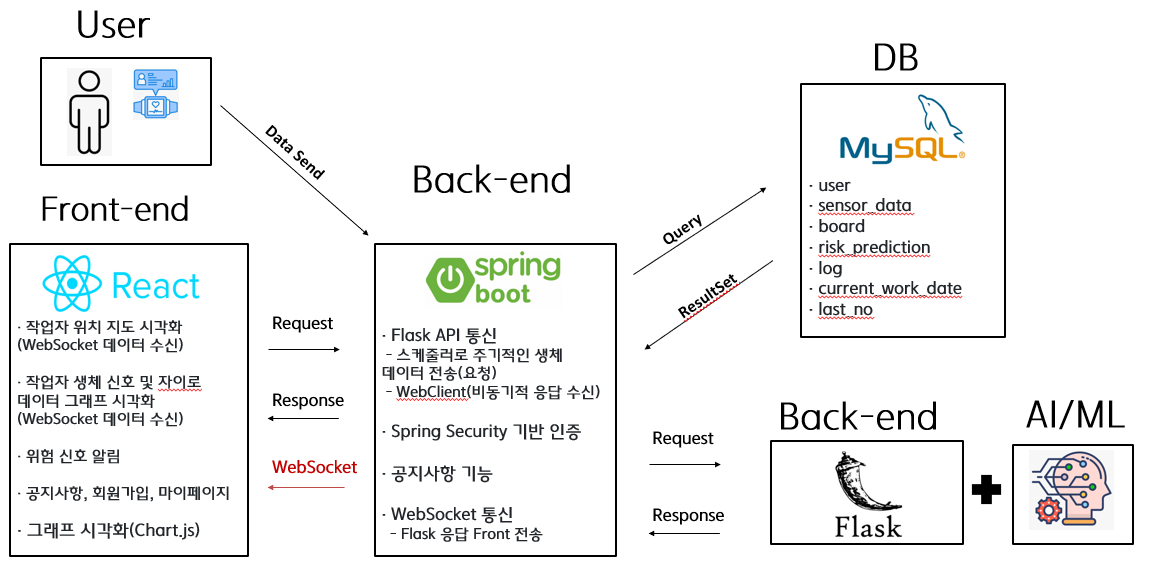 User
Data Send
Front-end
React
· 작업자 위치 지도 시각화
(WebSocket 데이터 수신)
· 작업자 생체 신호 및 자이로
데이터 그래프 시각화
(WebSocket 데이터 수신)
· 위험 신호 알림
· 공지사항, 회원가입, 마이페이지
· 그래프 시각화(Chart.js)
Request
Response
WebSocket
Back-end
spring
boot
· Flask API 통신
- 스케줄러로 주기적인 생체
데이터 전송(요청)
- WebClient(비동기적 응답 수신)
· Spring Security 기반 인증
· 공지사항 기능
· WebSocket 통신
- Flask 응답 Front 전송
Query
ResultSet
DB
MySQL®
· user
· sensor_data
· board
· risk_prediction
· log
· current_work_date
· last_no
Request
Response
Back-end
Flask
AI/ML